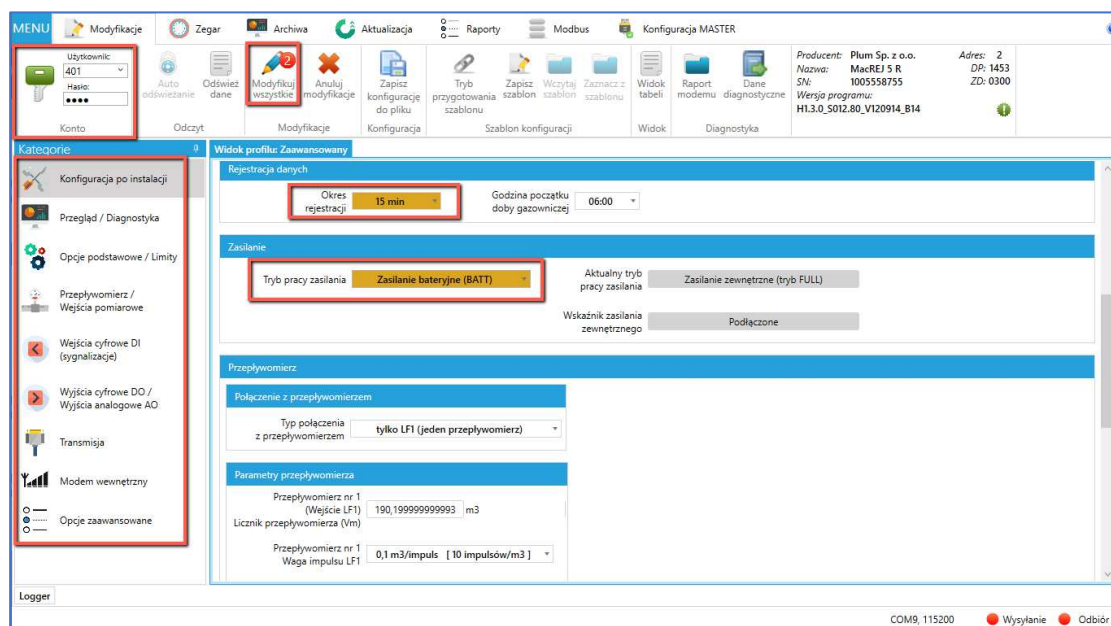 MENU Modyfikacje Zegar Archiwa Aktualizacja Raporty Modbus Konfiguracja MASTER
Użytkownik:
401
Hasło:
••••
Konto
Auto
odświeżanie
Odśwież
dane
Odczyt
2
Modyfikuj
wszystkie
Anuluj
modyfikacje
Modyfikacje
Zapisz
konfigurację
do pliku
Konfiguracja
Tryb
przygotowania
szablonu
Zapisz
szablon
Wczytaj
szablon
Zaznacz z
szablonu
Szablon konfiguracji
Widok
tabeli
Widok
Raport
modemu
Dane
diagnostyczne
Diagnostyka
Producent: Plum Sp. z o.o. Adres: 2
Nazwa: MacREJ 5 R DP: 1453
SN: 1005558755 ZD: 0300
Wersja programu:
H1.3.0_S012.80_V120914_B14
Kategorie
Konfiguracja po instalacji
Przegląd / Diagnostyka
Opcje podstawowe / Limity
Przepływomierz /
Wejścia pomiarowe
Wejścia cyfrowe DI
(sygnalizacje)
Wyjścia cyfrowe DO /
Wyjścia analogowe AO
Transmisja
Modem wewnętrzny
Opcje zaawansowane
Widok profilu: Zaawansowany
Rejestracja danych
Okres
rejestracji
15 min
Godzina początku
doby gazowniczej
06:00
Zasilanie
Tryb pracy zasilania
Zasilanie bateryjne (BATT)
Aktualny tryb
pracy zasilania
Zasilanie zewnętrzne (tryb FULL)
Wskaźnik zasilania
zewnętrznego
Podłączone
Przepływomierz
Połączenie z przepływomierzem
Typ połączenia
z przepływomierzem
tylko LF1 (jeden przepływomierz)
Parametry przepływomierza
Przepływomierz nr 1
(Wejście LF1)
Licznik przepływomierza (Vm)
190,199999999993 m3
Przepływomierz nr 1
Waga impulsu LF1
0,1 m3/impuls [ 10 impulsów/m3 ]
Logger
COM9, 115200 Wysyłanie Odbiór